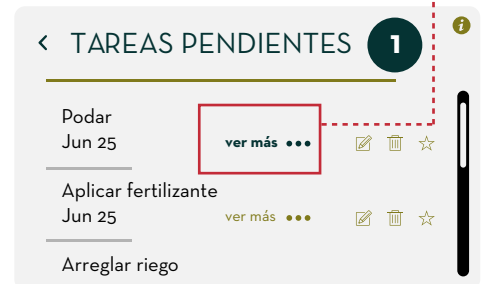 TAREAS PENDIENTES 1
i
Podar
Jun 25
ver más •••
Aplicar fertilizante
Jun 25
ver más •••
Arreglar riego